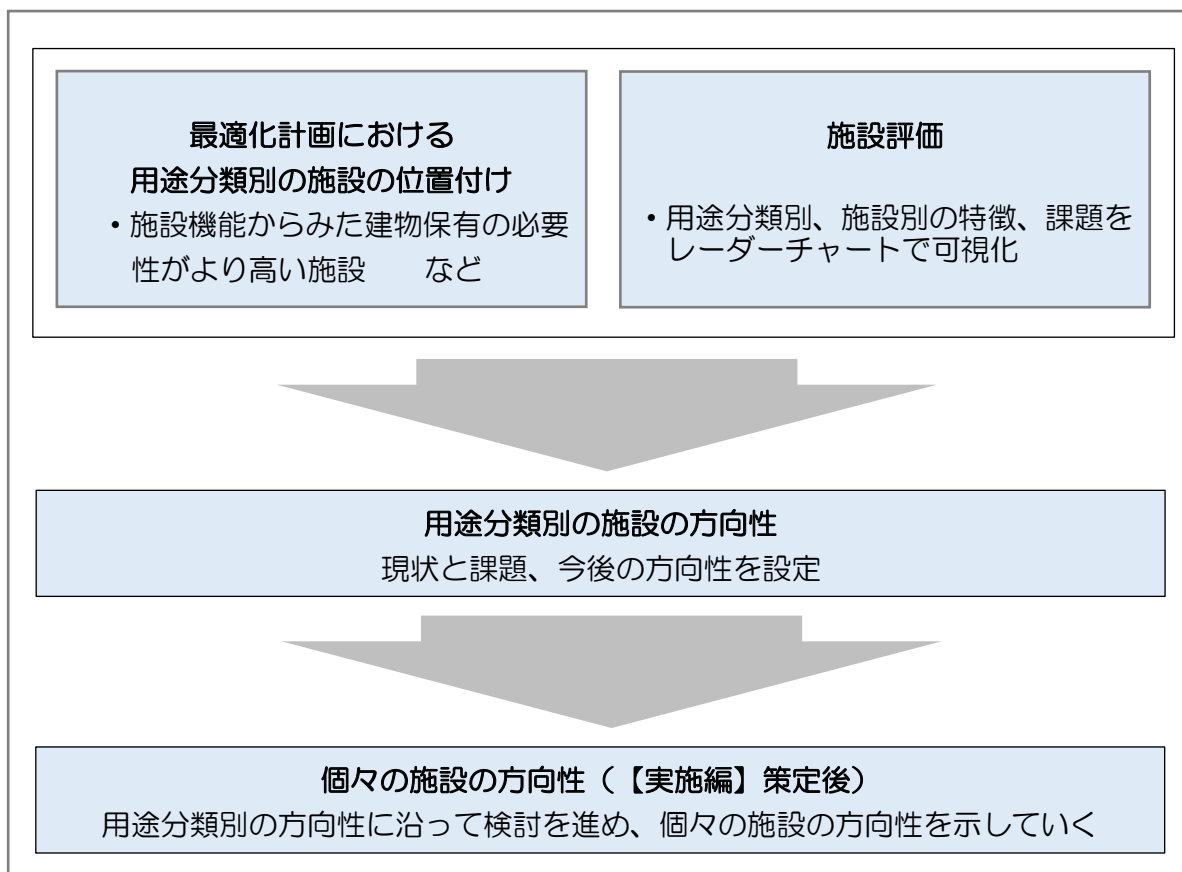 最適化計画における
用途分類別の施設の位置付け
・施設機能からみた建物保有の必要
性がより高い施設　　など
施設評価
・用途分類別、施設別の特徴、課題を
レーダーチャートで可視化
用途分類別の施設の方向性
現状と課題、今後の方向性を設定
個々の施設の方向性（【実施編】策定後）
用途分類別の方向性に沿って検討を進め、個々の施設の方向性を示していく